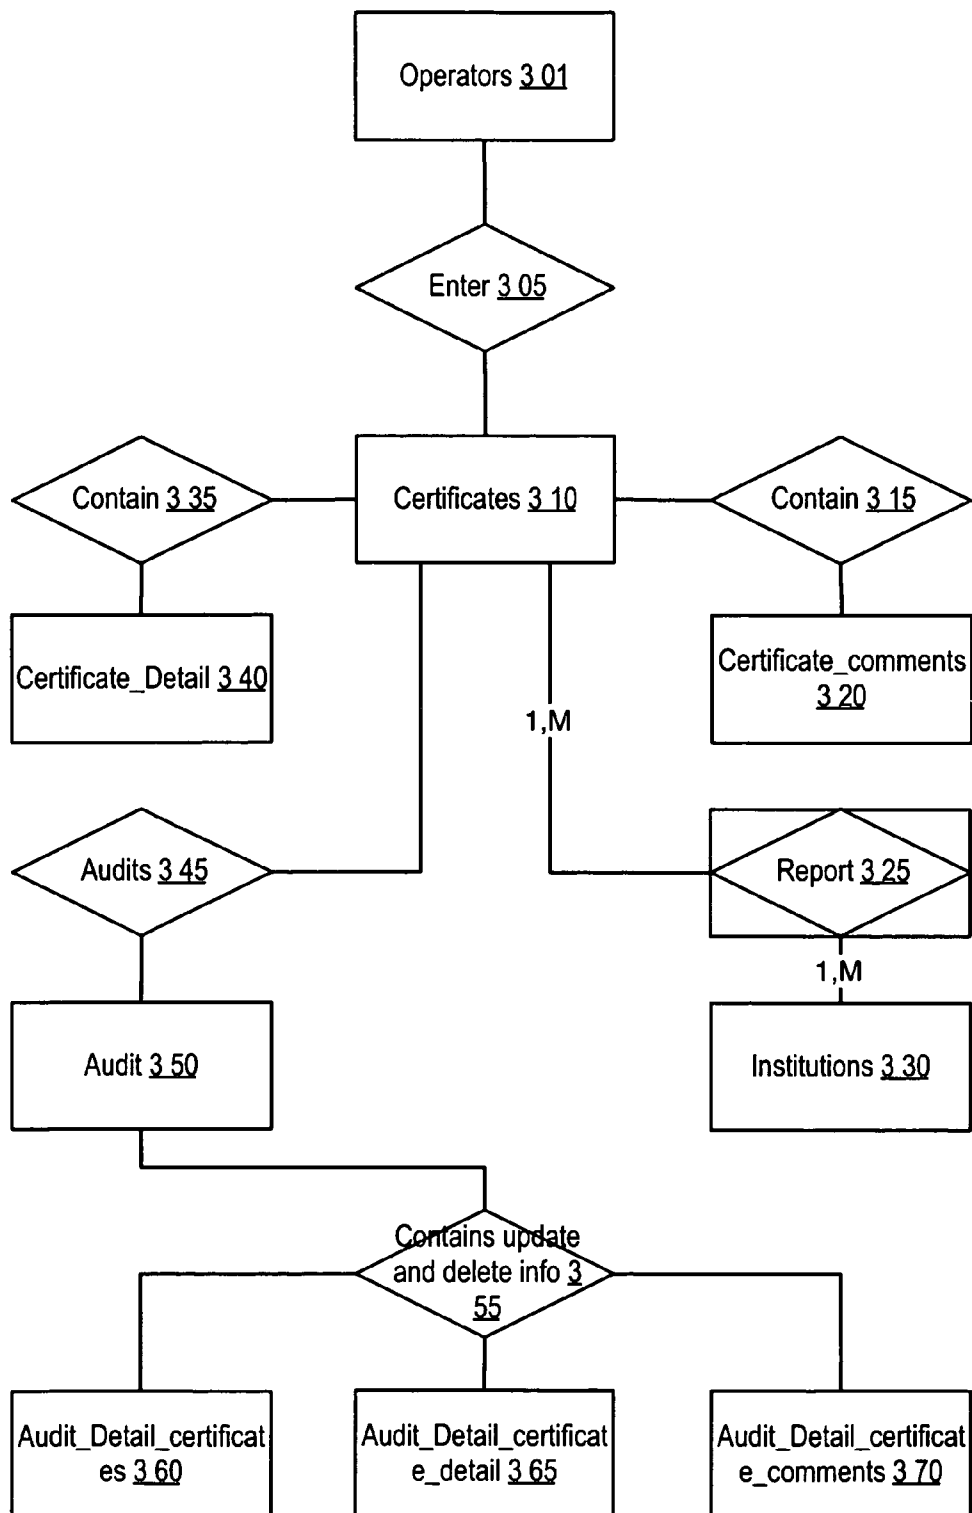 Operators 3 01
Enter 3 05
Contain 3 35
Certificates 3 10
Contain 3 15
Certificate_Detail 3 40
Certificate_comments
3 20
1,M
Audits 3 45
Report 3 25
1,M
Audit 3 50
Institutions 3 30
Contains update
and delete info 3
55
Audit_Detail_certificat
es 3 60
Audit_Detail_certificat
e_detail 3 65
Audit_Detail_certificat
e_comments 3 70